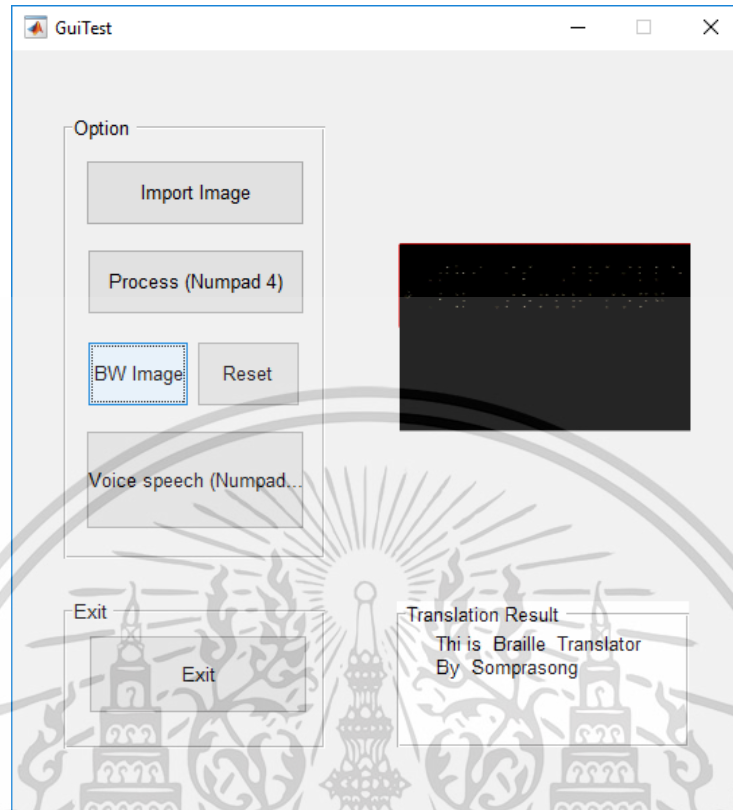 GuiTest
Option
Import Image
Process (Numpad 4)
BW Image
Reset
Voice speech (Numpad...
Exit
Exit
Translation Result
Thi is Braille Translator
By Somprasong